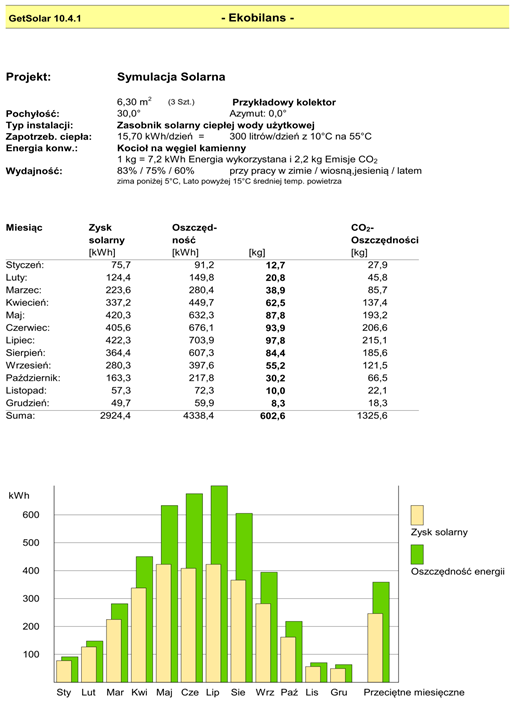 GetSolar 10.4.1 - Ekobilans -
Projekt: Symulacja Solarna
6,30 m² (3 Szt.) Przykładowy kolektor
Pochyłość: 30,0° Azymut: 0,0°
Typ instalacji: Zasobnik solarny ciepłej wody użytkowej
Zapotrzeb. ciepła: 15,70 kWh/dzień = 300 litrów/dzień z 10°C na 55°C
Energia konw.: Kocioł na węgiel kamienny
1 kg = 7,2 kWh Energia wykorzystana i 2,2 kg Emisje CO₂
Wydajność: 83% / 75% / 60% przy pracy w zimie / wiosną,jesienią / latem
zima poniżej 5°C, Lato powyżej 15°C średniej temp. powietrza
Miesiąc Zysk Oszczęd- CO₂-
solarny ność Oszczędności
[kWh] [kWh] [kg] [kg]
Styczeń: 75,7 91,2 12,7 27,9
Luty: 124,4 149,8 20,8 45,8
Marzec: 223,6 280,4 38,9 85,7
Kwiecień: 337,2 449,7 62,5 137,4
Maj: 420,3 632,3 87,8 193,2
Czerwiec: 405,6 676,1 93,9 206,6
Lipiec: 422,3 703,9 97,8 215,1
Sierpień: 364,4 607,3 84,4 185,6
Wrzesień: 280,3 397,6 55,2 121,5
Październik: 163,3 217,8 30,2 66,5
Listopad: 57,3 72,3 10,0 22,1
Grudzień: 49,7 59,9 8,3 18,3
Suma: 2924,4 4338,4 602,6 1325,6
kWh
600
500
400
300
200
100
Zysk solarny
Oszczędność energii
Sty Lut Mar Kwi Maj Cze Lip Sie Wrz Paź Lis Gru Przeciętne miesięczne